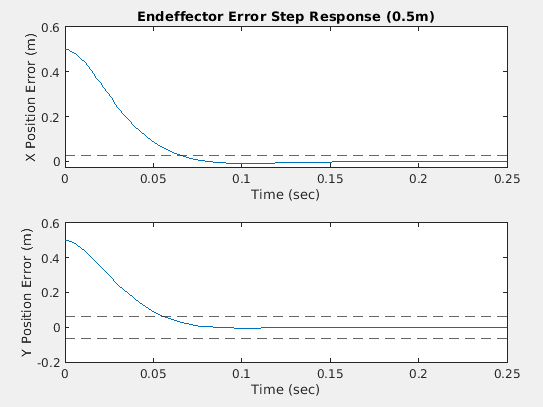 Endeffector Error Step Response (0.5m)
X Position Error (m)
0.6
0.4
0.2
0
0 0.05 0.1 0.15 0.2 0.25
Time (sec)
Y Position Error (m)
0.6
0.4
0.2
0
-0.2
0 0.05 0.1 0.15 0.2 0.25
Time (sec)